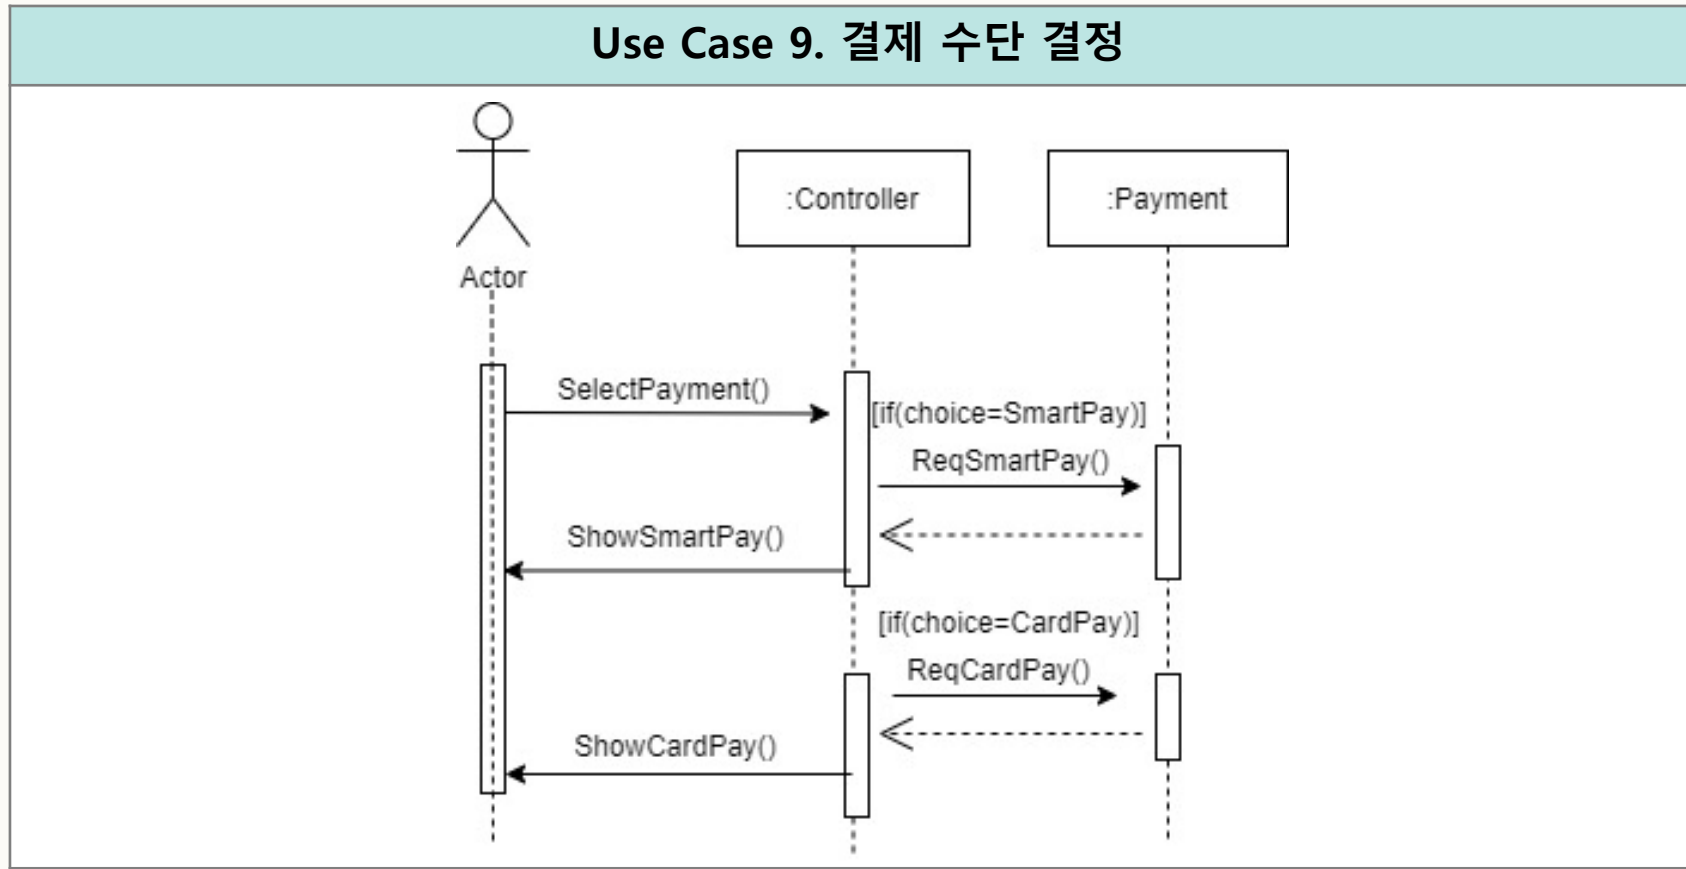 Use Case 9. 결제 수단 결정
:Controller
:Payment
Actor
SelectPayment()
[if(choice=SmartPay)]
ReqSmartPay()
ShowSmartPay()
[if(choice=CardPay)]
ReqCardPay()
ShowCardPay()